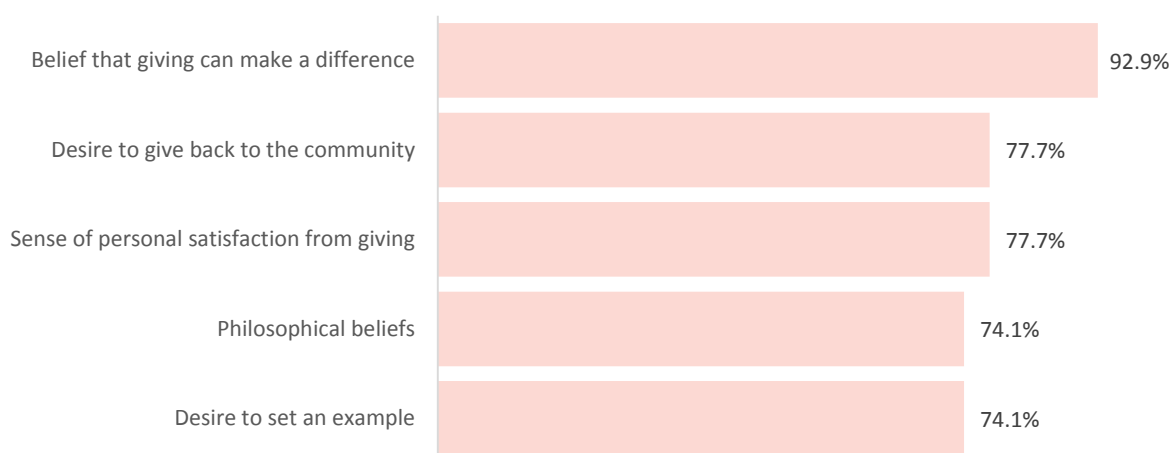 Belief that giving can make a difference 92.9%
Desire to give back to the community 77.7%
Sense of personal satisfaction from giving 77.7%
Philosophical beliefs 74.1%
Desire to set an example 74.1%